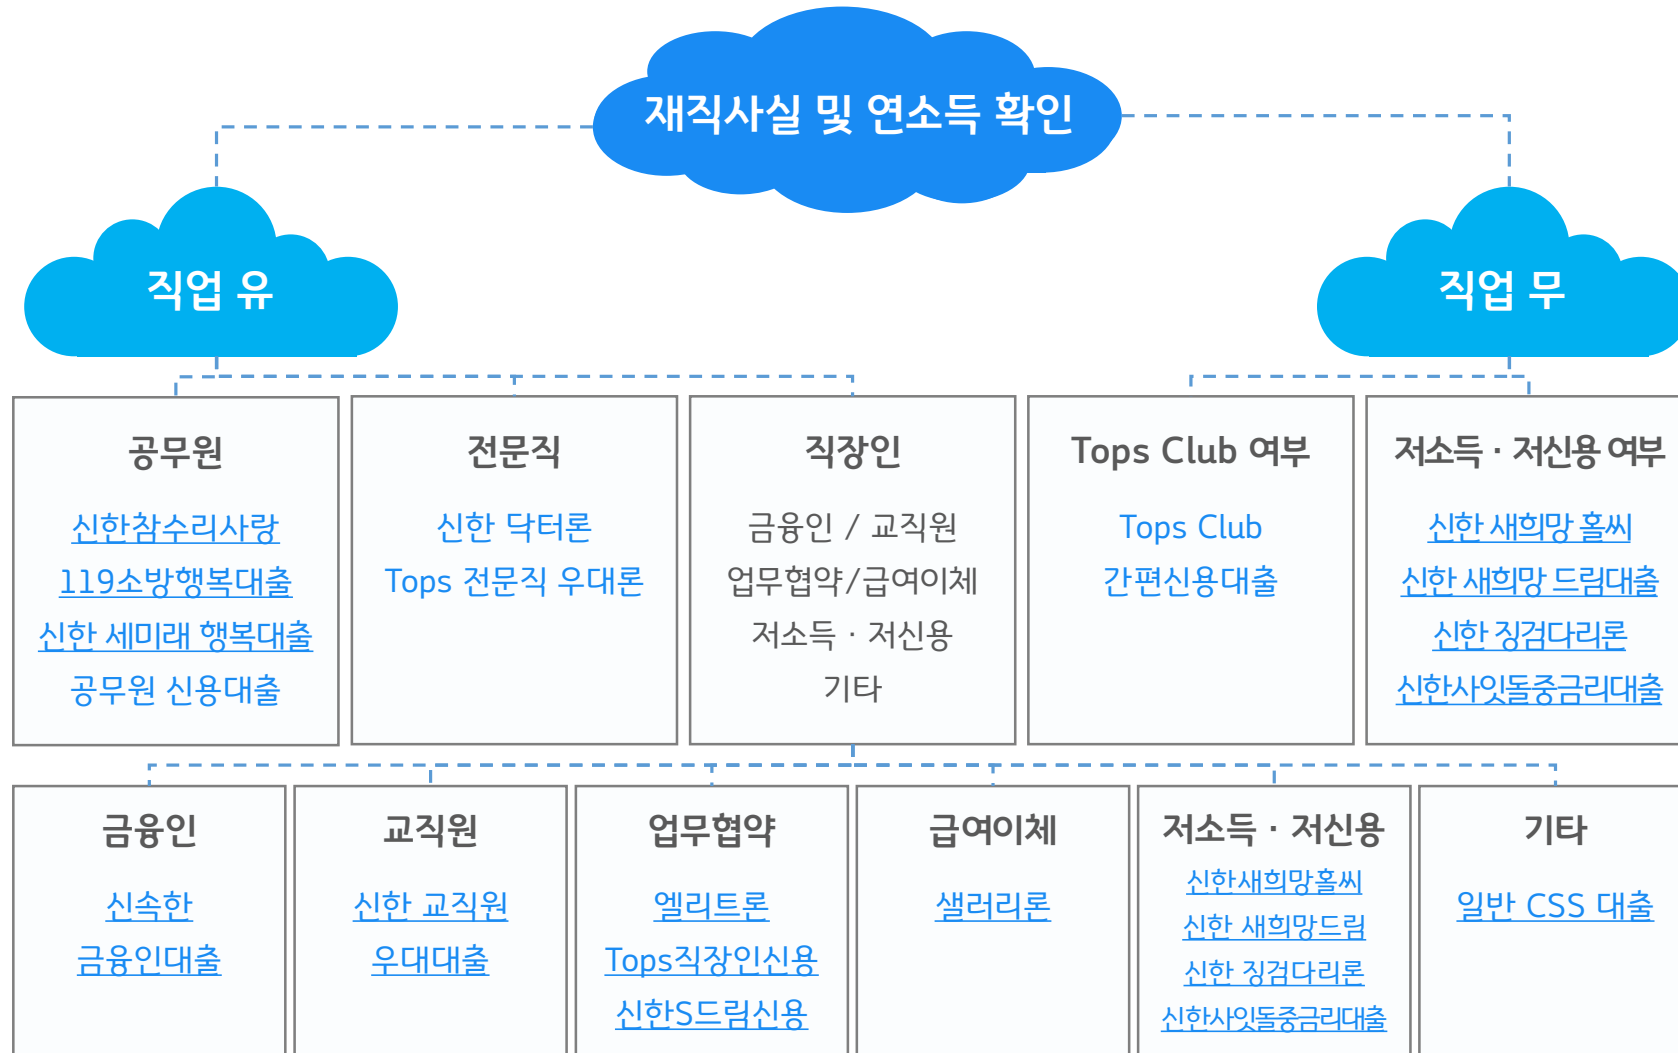 재직사실 및 연소득 확인
직업 유
직업 무
공무원
신한참수리사랑
119소방행복대출
신한 세미래 행복대출
공무원 신용대출
전문직
신한 닥터론
Tops 전문직 우대론
직장인
금융인 / 교직원
업무협약/급여이체
저소득 · 저신용
기타
Tops Club 여부
Tops Club
간편신용대출
저소득 · 저신용 여부
신한 새희망 홀씨
신한 새희망 드림대출
신한 징검다리론
신한사잇돌중금리대출
금융인
신속한
금융인대출
교직원
신한 교직원
우대대출
업무협약
엘리트론
Tops직장인신용
신한S드림신용
급여이체
샐러리론
저소득 · 저신용
신한새희망홀씨
신한 새희망드림
신한 징검다리론
신한사잇돌중금리대출
기타
일반 CSS 대출